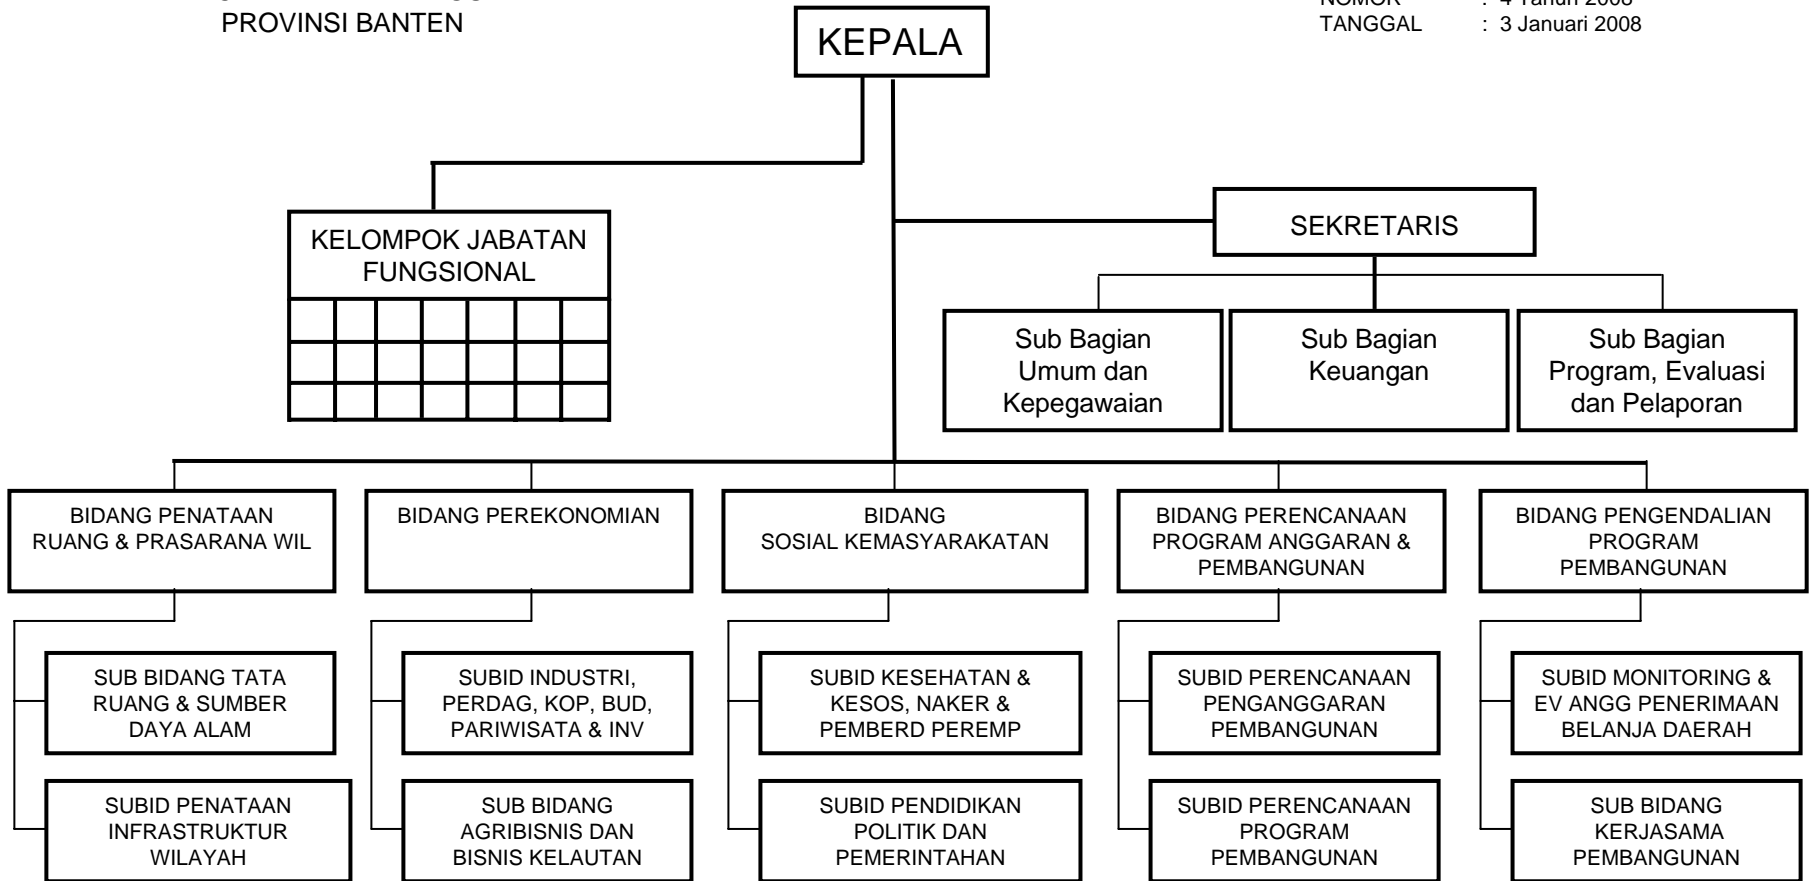 PROVINSI BANTEN
NOMOR : 4 Tahun 2008
TANGGAL : 3 Januari 2008
KEPALA
KELOMPOK JABATAN
FUNGSIONAL
SEKRETARIS
Sub Bagian
Umum dan
Kepegawaian
Sub Bagian
Keuangan
Sub Bagian
Program, Evaluasi
dan Pelaporan
BIDANG PENATAAN
RUANG & PRASARANA WIL
BIDANG PEREKONOMIAN
BIDANG
SOSIAL KEMASYARAKATAN
BIDANG PERENCANAAN
PROGRAM ANGGARAN &
PEMBANGUNAN
BIDANG PENGENDALIAN
PROGRAM
PEMBANGUNAN
SUB BIDANG TATA
RUANG & SUMBER
DAYA ALAM
SUBID INDUSTRI,
PERDAG, KOP, BUD,
PARIWISATA & INV
SUBID KESEHATAN &
KESOS, NAKER &
PEMBERD PEREMP
SUBID PERENCANAAN
PENGANGGARAN
PEMBANGUNAN
SUBID MONITORING &
EV ANGG PENERIMAAN
BELANJA DAERAH
SUBID PENATAAN
INFRASTRUKTUR
WILAYAH
SUB BIDANG
AGRIBISNIS DAN
BISNIS KELAUTAN
SUBID PENDIDIKAN
POLITIK DAN
PEMERINTAHAN
SUBID PERENCANAAN
PROGRAM
PEMBANGUNAN
SUB BIDANG
KERJASAMA
PEMBANGUNAN